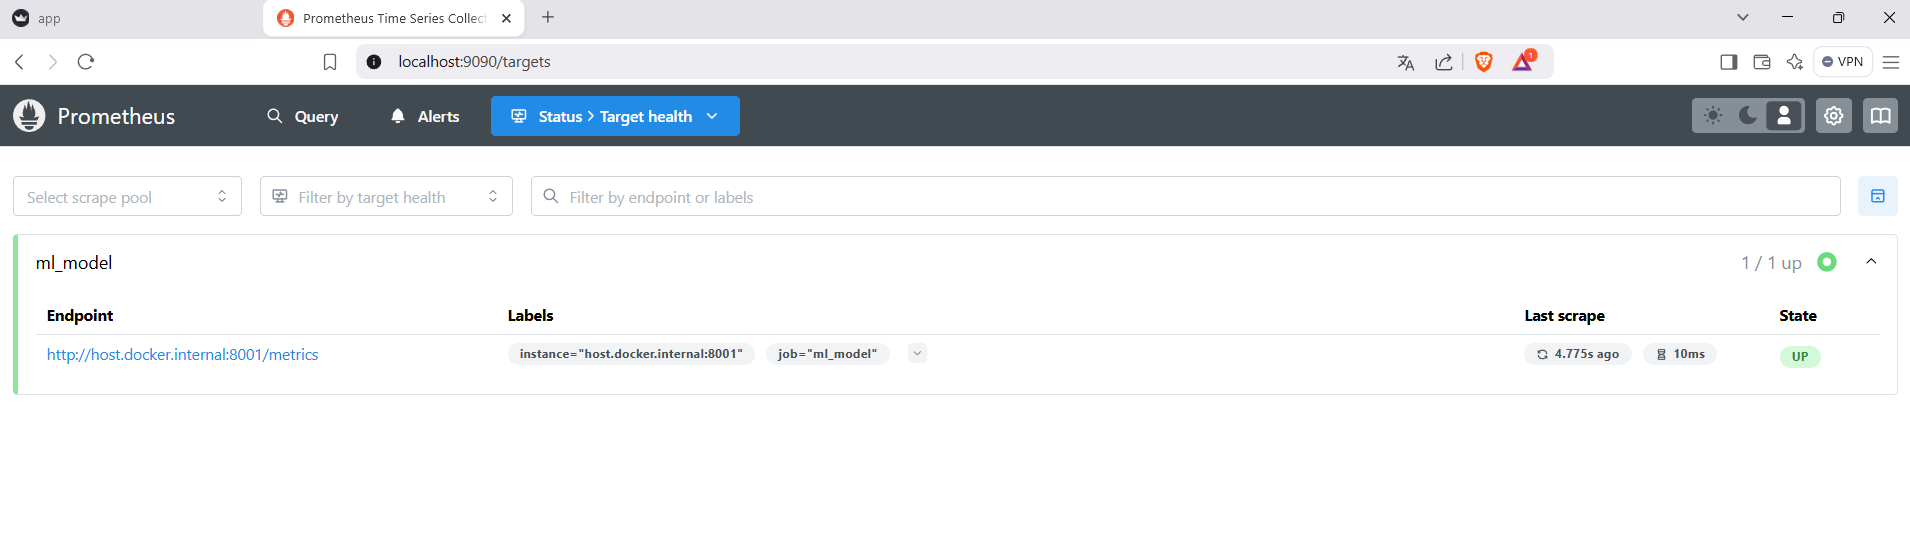 app
Prometheus Time Series Collect
localhost:9090/targets
1
VPN
Prometheus
Query
Alerts
Status > Target health
Select scrape pool
Filter by target health
Filter by endpoint or labels
ml_model
1 / 1 up
Endpoint Labels Last scrape State
http://host.docker.internal:8001/metrics instance="host.docker.internal:8001" job="ml_model" 4.775s ago 10ms UP